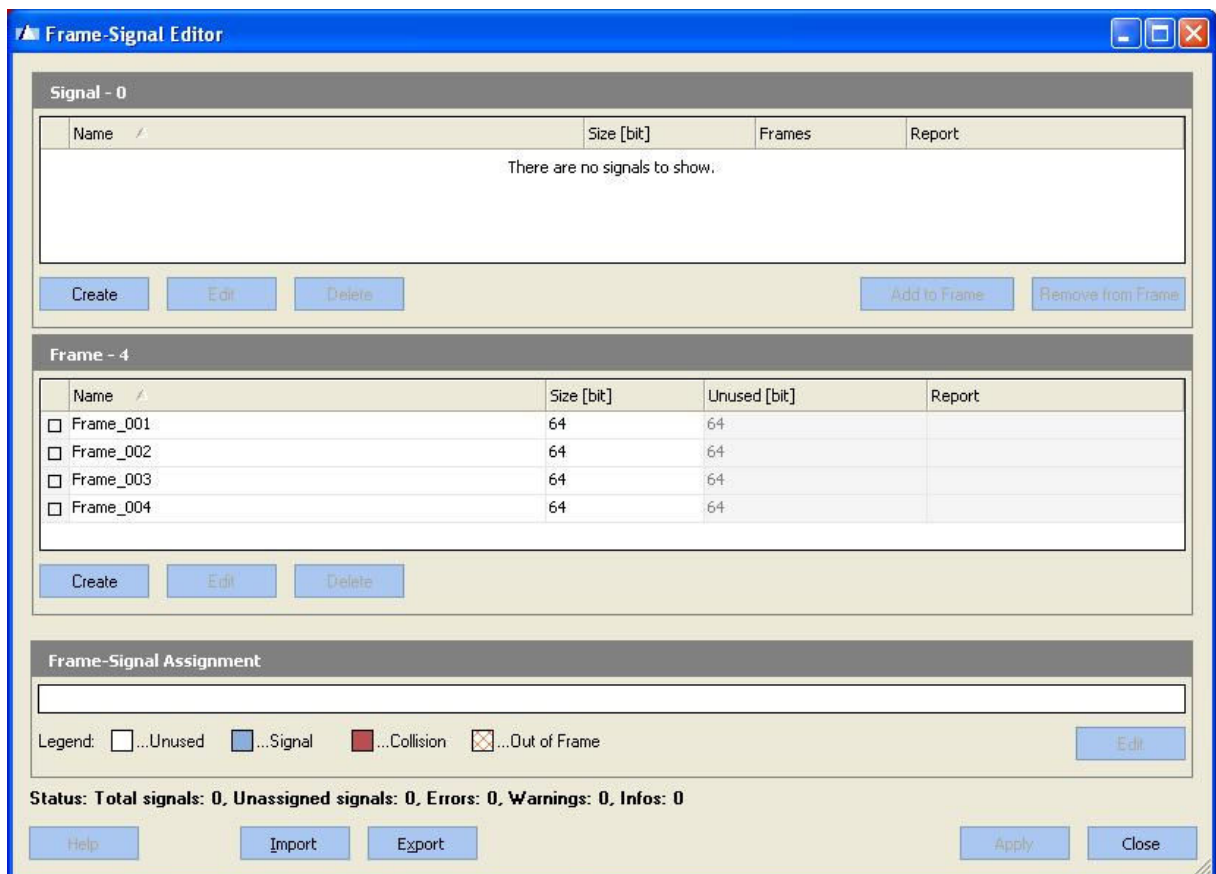 Frame-Signal Editor
Signal - 0
Name Size [bit] Frames Report
There are no signals to show.
Create Edit Delete Add to Frame Remove from Frame
Frame - 4
Name Size [bit] Unused [bit] Report
Frame_001 64 64
Frame_002 64 64
Frame_003 64 64
Frame_004 64 64
Create Edit Delete
Frame-Signal Assignment
Legend: ...Unused ...Signal ...Collision ...Out of Frame
Edit
Status: Total signals: 0, Unassigned signals: 0, Errors: 0, Warnings: 0, Infos: 0
Help Import Export Apply Close